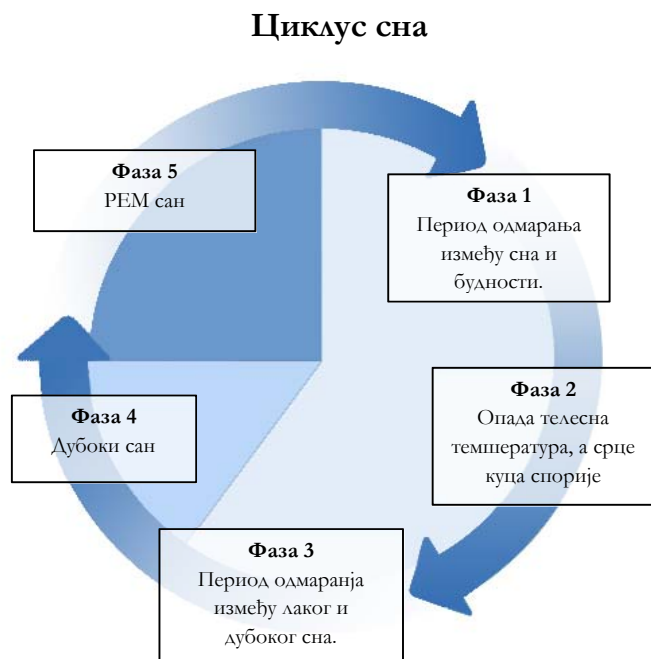 Циклус сна
Фаза 5
РЕМ сан
Фаза 1
Период одмарања
између сна и
будности.
Фаза 2
Опада телесна
температура, а срце
куца спорије
Фаза 4
Дубоки сан
Фаза 3
Период одмаранја
између лаког и
дубоког сна.